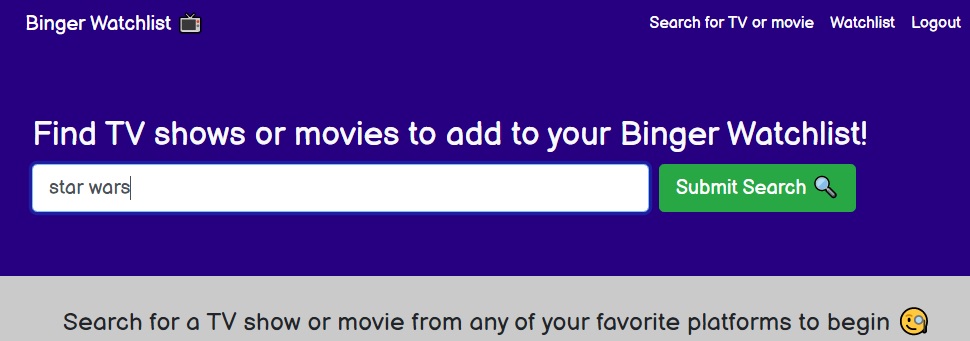 Binger Watchlist 📺 Search for TV or movie Watchlist Logout
Find TV shows or movies to add to your Binger Watchlist!
star wars Submit Search 🔍
Search for a TV show or movie from any of your favorite platforms to begin 🧐